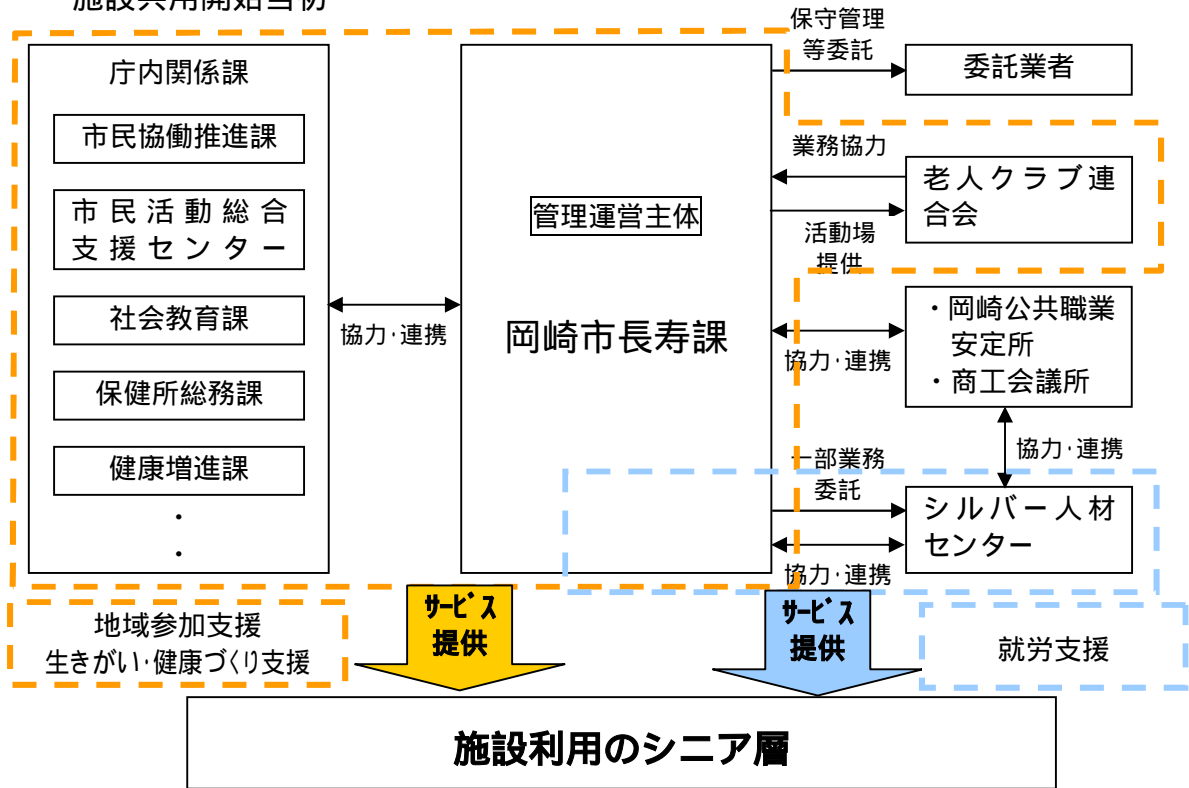 施設共用開始当初
庁内関係課
市民協働推進課
市民活動総合
支援センター
社会教育課
保健所総務課
健康増進課
・
・
協力・連携
管理運営主体
岡崎市長寿課
保守管理
等委託
委託業者
業務協力
活動場
提供
老人クラブ連
合会
協力・連携
・岡崎公共職業
安定所
・商工会議所
協力・連携
一部業務
委託
協力・連携
シルバー人材
センター
地域参加支援
生きがい・健康づくり支援
ｻｰﾋﾞｽ
提供
ｻｰﾋﾞｽ
提供
就労支援
施設利用のシニア層